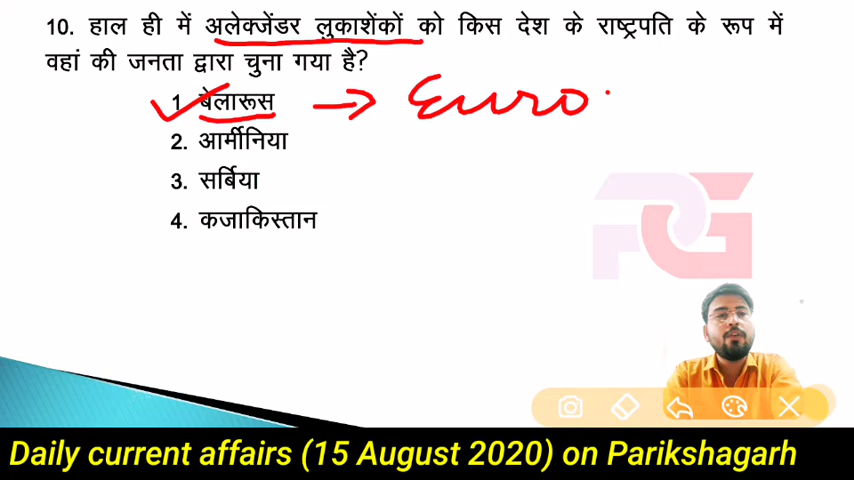 10. हाल ही में अलेक्जेंडर लुकाशेंकों को किस देश के राष्ट्रपति के रूप में
वहां की जनता द्वारा चुना गया है?
1 बेलारूस → Euro
2. आर्मीनिया
3. सर्बिया
4. कजाकिस्तान
PG
Daily current affairs (15 August 2020) on Parikshagarh